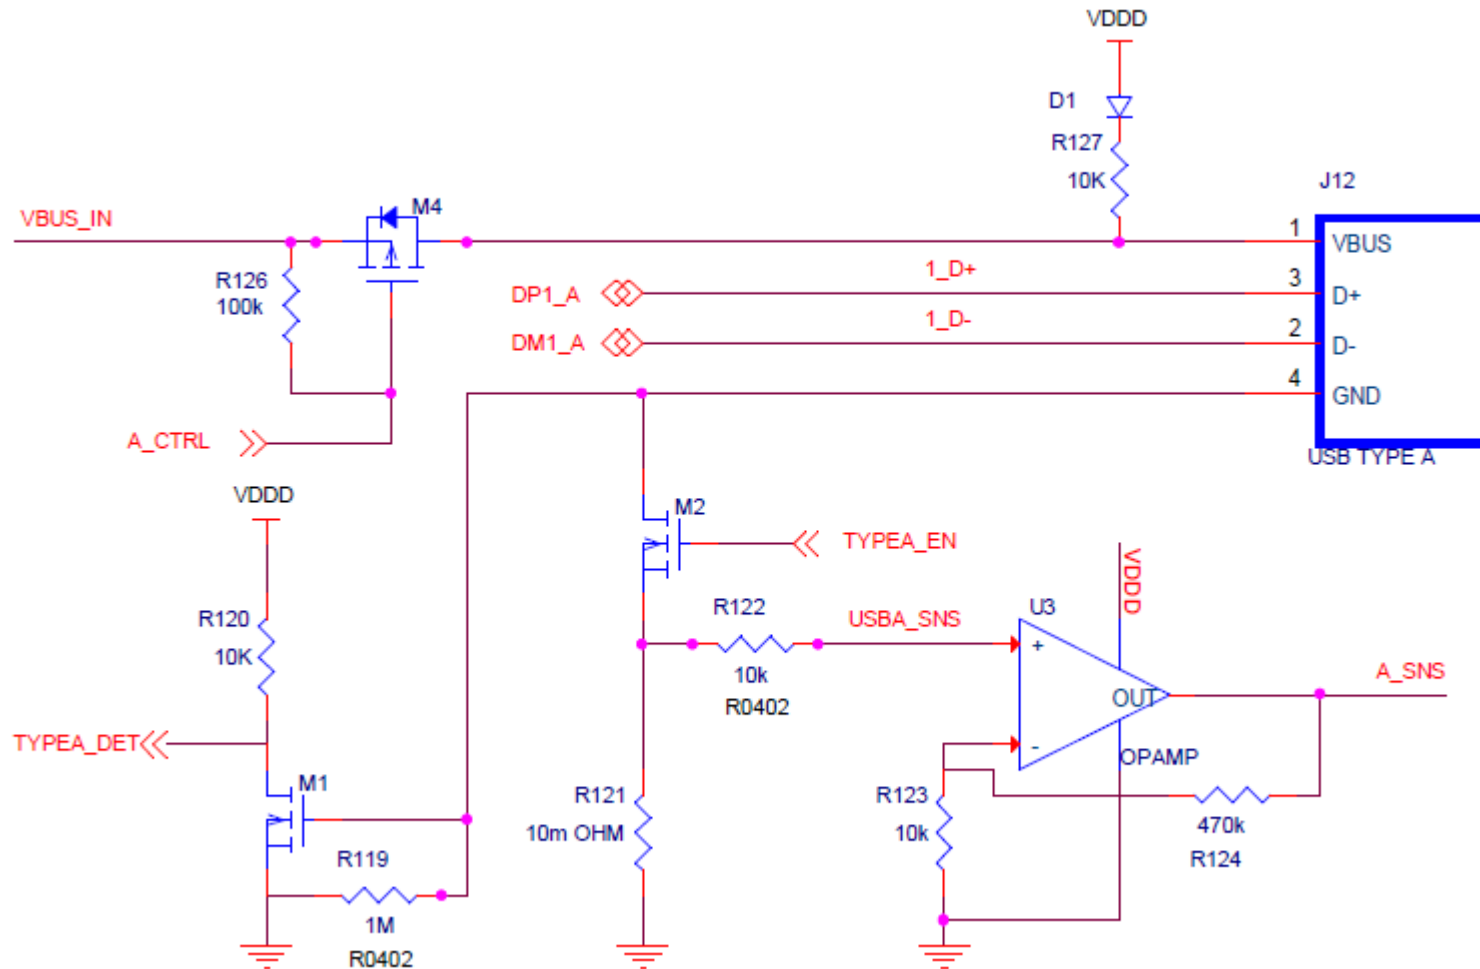 VDDD
D1
R127
10K
J12
VBUS_IN
M4
1
VBUS
R126
100k
1_D+
3
D+
DP1_A
1_D-
2
D-
DM1_A
4
GND
A_CTRL
USB TYPE A
VDDD
M2
TYPEA_EN
VDDD
R120
10K
R122
10k
R0402
USBA_SNS
U3
+
-
OUT
OPAMP
A_SNS
TYPEA_DET
M1
R121
10m OHM
R123
10k
470k
R124
R119
1M
R0402